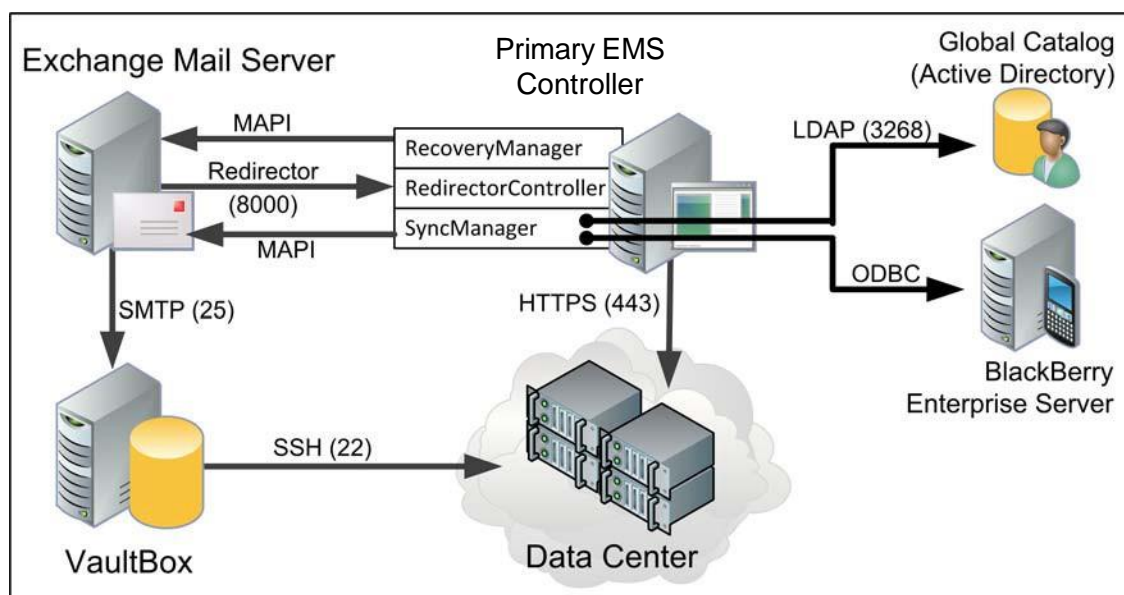 Exchange Mail Server
Primary EMS
Controller
Global Catalog
(Active Directory)
MAPI
RecoveryManager
LDAP (3268)
Redirector
(8000)
RedirectorController
SyncManager
MAPI
ODBC
SMTP (25)
HTTPS (443)
BlackBerry
Enterprise Server
SSH (22)
VaultBox
Data Center